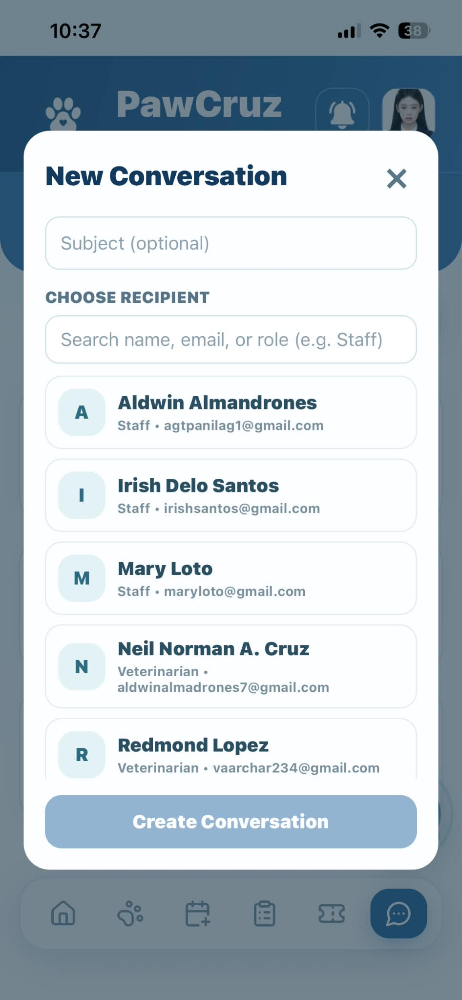 10:37
38
PawCruz
New Conversation
Subject (optional)
CHOOSE RECIPIENT
Search name, email, or role (e.g. Staff)
A
Aldwin Almandrones
Staff • agtpanilag1@gmail.com
I
Irish Delo Santos
Staff • irishsantos@gmail.com
M
Mary Loto
Staff • maryloto@gmail.com
N
Neil Norman A. Cruz
Veterinarian •
aldwinalmadrones7@gmail.com
R
Redmond Lopez
Veterinarian • vaarchar234@gmail.com
Create Conversation